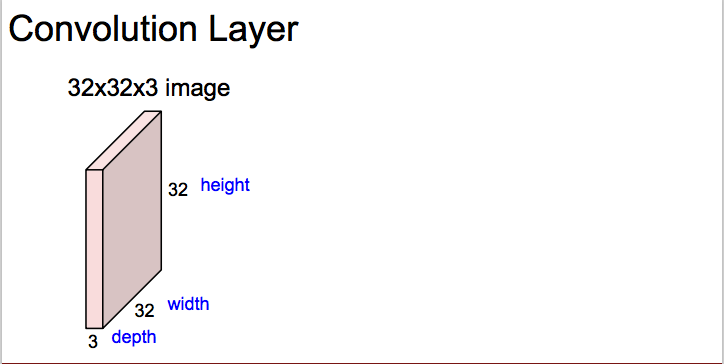 Convolution Layer
32x32x3 image
32 height
32 width
3 depth